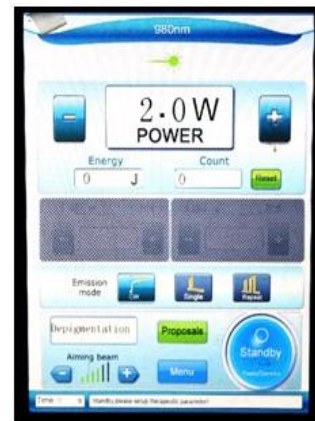 980nm
2.0W
POWER
Energy
Count
0 J
0
Reset
Emission mode
Single
Repeat
Depigmentation
Proposals
Aiming beam
Menu
Standby
Time:
Standby,please setup therapeutic parameter!